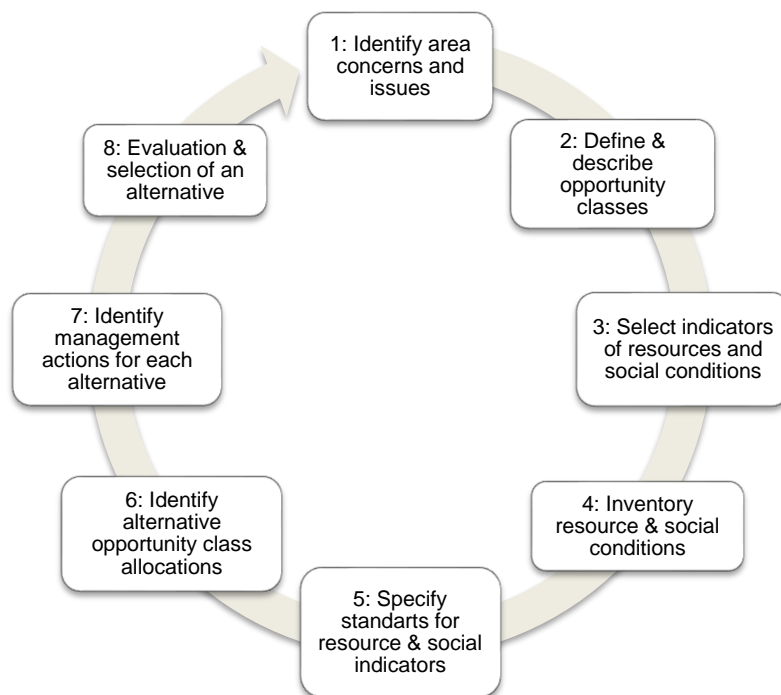 1: Identify area
concerns and
issues
2: Define &
describe
opportunity
classes
3: Select indicators
of resources and
social conditions
4: Inventory
resource & social
conditions
5: Specify
standarts for
resource & social
indicators
6: Identify
alternative
opportunity class
allocations
7: Identify
management
actions for each
alternative
8: Evaluation &
selection of an
alternative